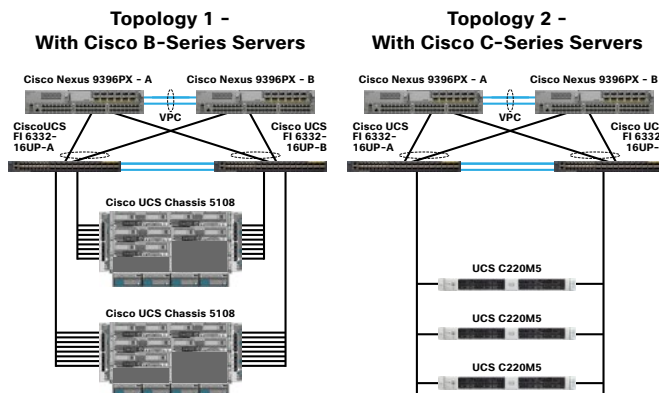 Topology 1 -
With Cisco B-Series Servers
Cisco Nexus 9396PX - A
Cisco Nexus 9396PX - B
VPC
CiscoUCS
FI 6332-
16UP-A
Cisco UCS
FI 6332-
16UP-B
Cisco UCS Chassis 5108
Cisco UCS Chassis 5108
Topology 2 -
With Cisco C-Series Servers
Cisco Nexus 9396PX - A
Cisco Nexus 9396PX - B
VPC
CiscoUCS
FI 6332-
16UP-A
Cisco UC
FI 6332-
16UP-
UCS C220M5
UCS C220M5
UCS C220M5